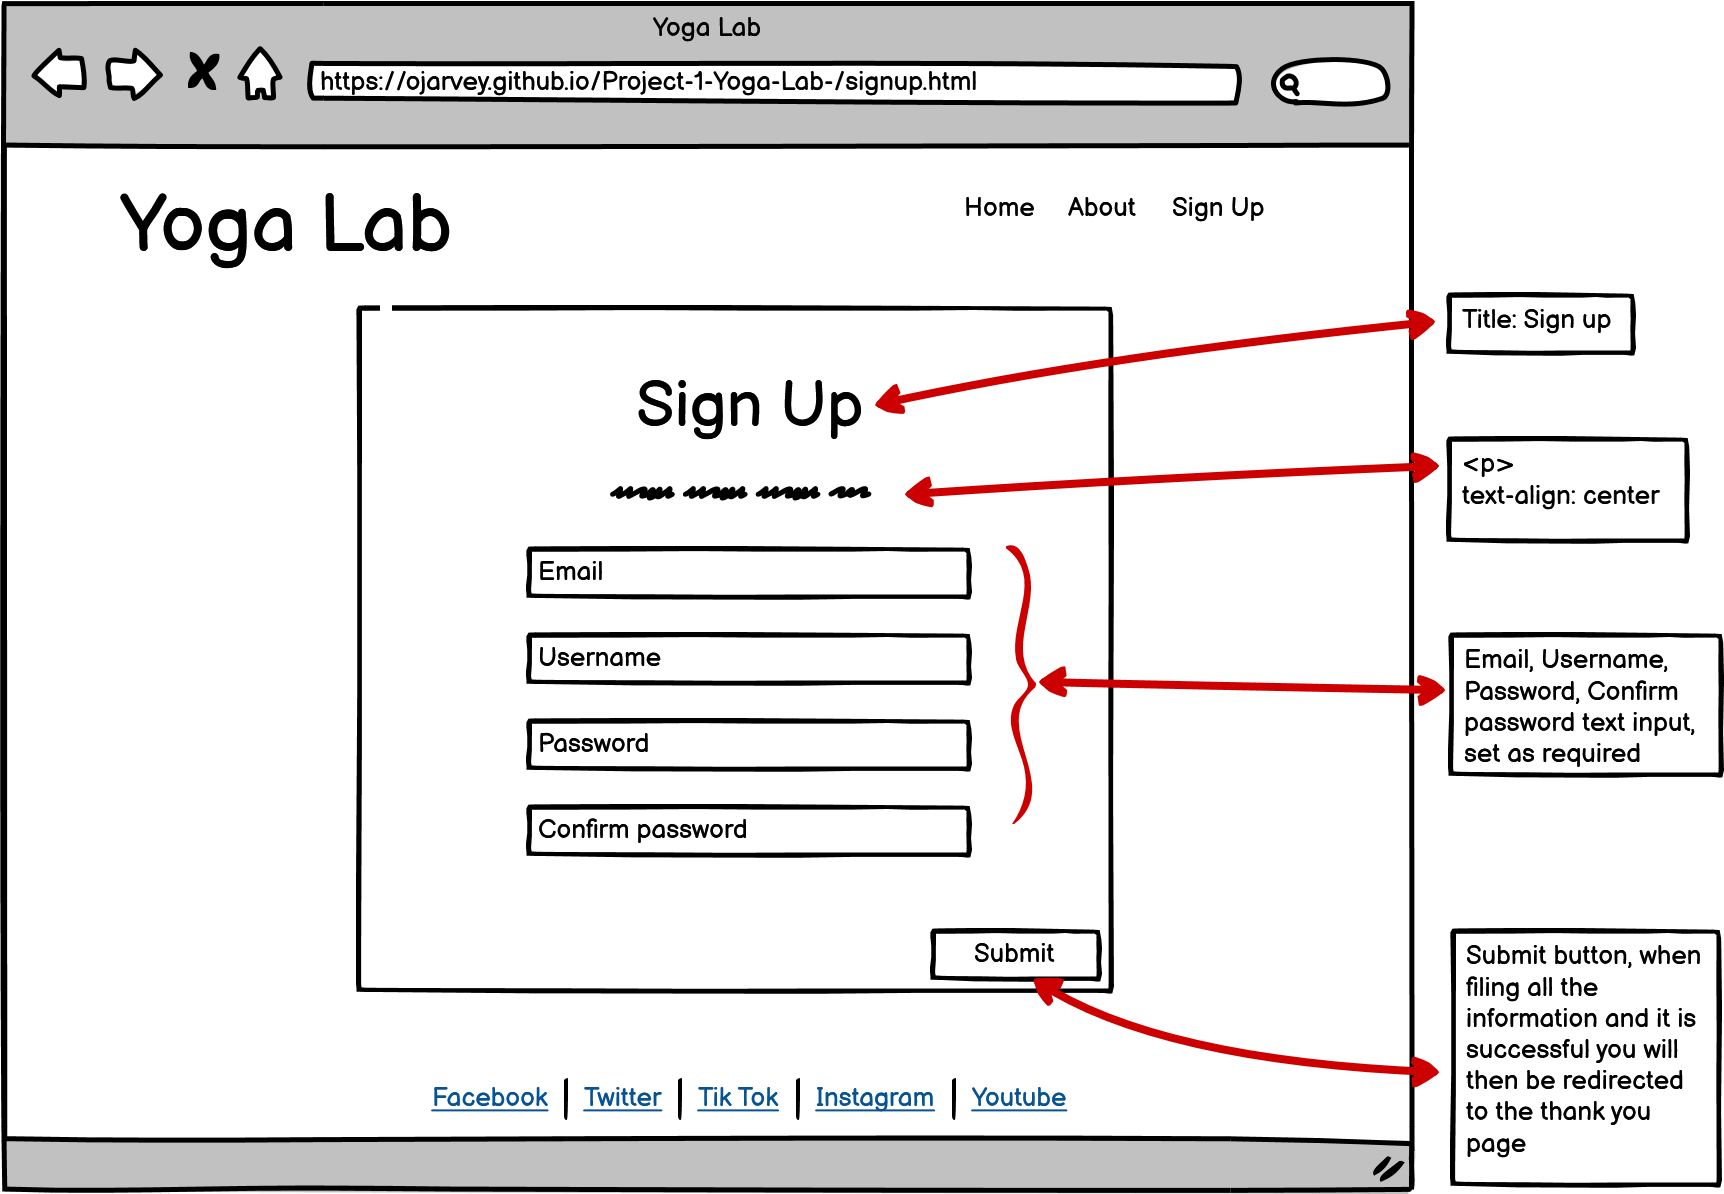 Yoga Lab
https://ojarvey.github.io/Project-1-Yoga-Lab-/signup.html
Yoga Lab
Home About Sign Up
Title: Sign up
Sign Up
<p>
text-align: center
Email
Username
Password
Confirm password
Email, Username,
Password, Confirm
password text input,
set as required
Submit
Submit button, when
filing all the
information and it is
successful you will
then be redirected
to the thank you
page
Facebook | Twitter | Tik Tok | Instagram | Youtube